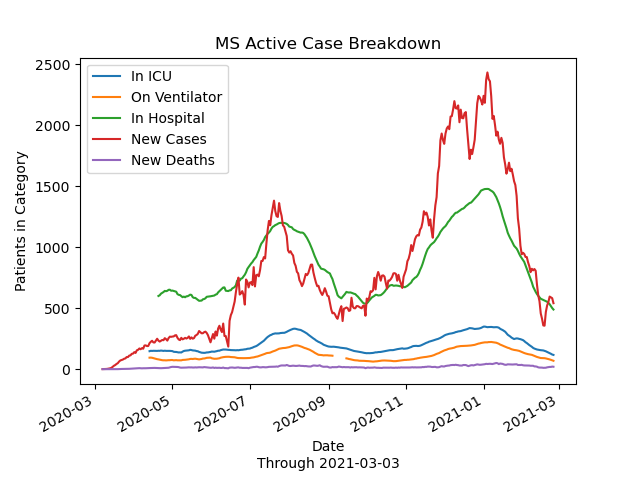 MS Active Case Breakdown
In ICU
On Ventilator
In Hospital
New Cases
New Deaths
Patients in Category
2500
2000
1500
1000
500
0
2020-03
2020-05
2020-07
2020-09
2020-11
2021-01
2021-03
Date
Through 2021-03-03